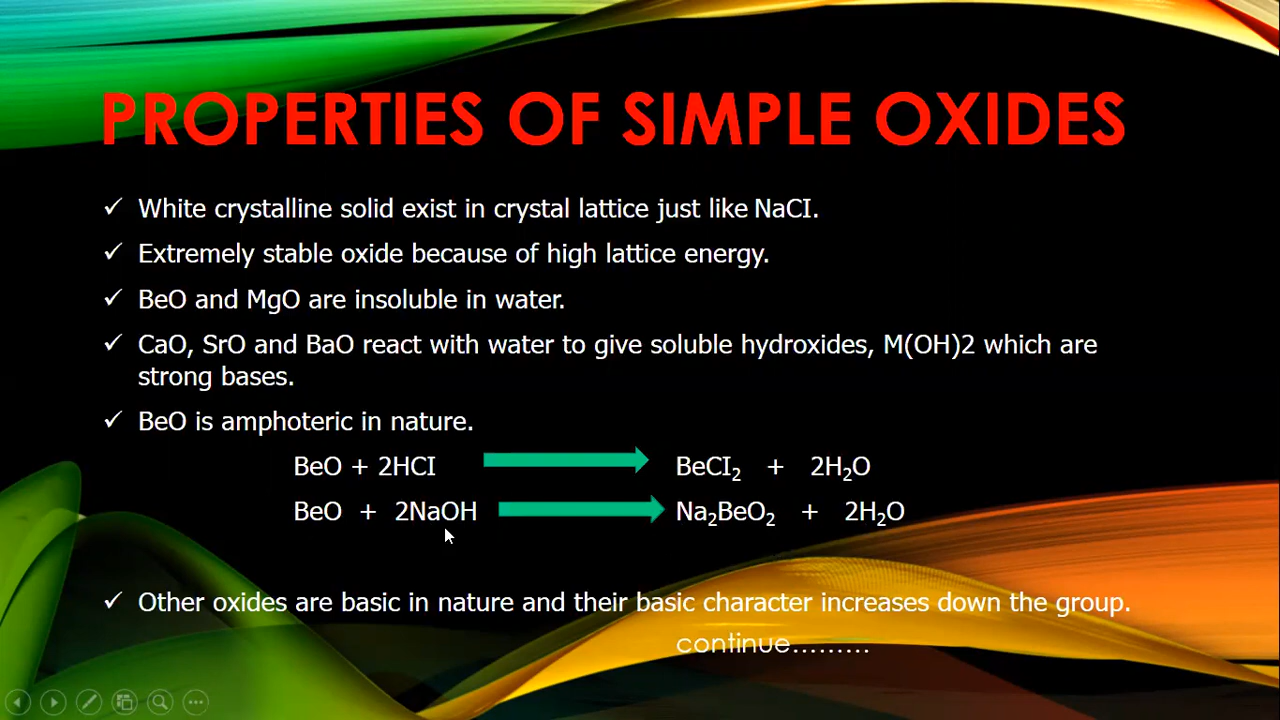 PROPERTIES OF SIMPLE OXIDES
✓ White crystalline solid exist in crystal lattice just like NaCI.
✓ Extremely stable oxide because of high lattice energy.
✓ BeO and MgO are insoluble in water.
✓ CaO, SrO and BaO react with water to give soluble hydroxides, M(OH)2 which are
strong bases.
✓ BeO is amphoteric in nature.
BeO + 2HCI → BeCI₂ + 2H₂O
BeO + 2NaOH → Na₂BeO₂ + 2H₂O
✓ Other oxides are basic in nature and their basic character increases down the group.
continue.........